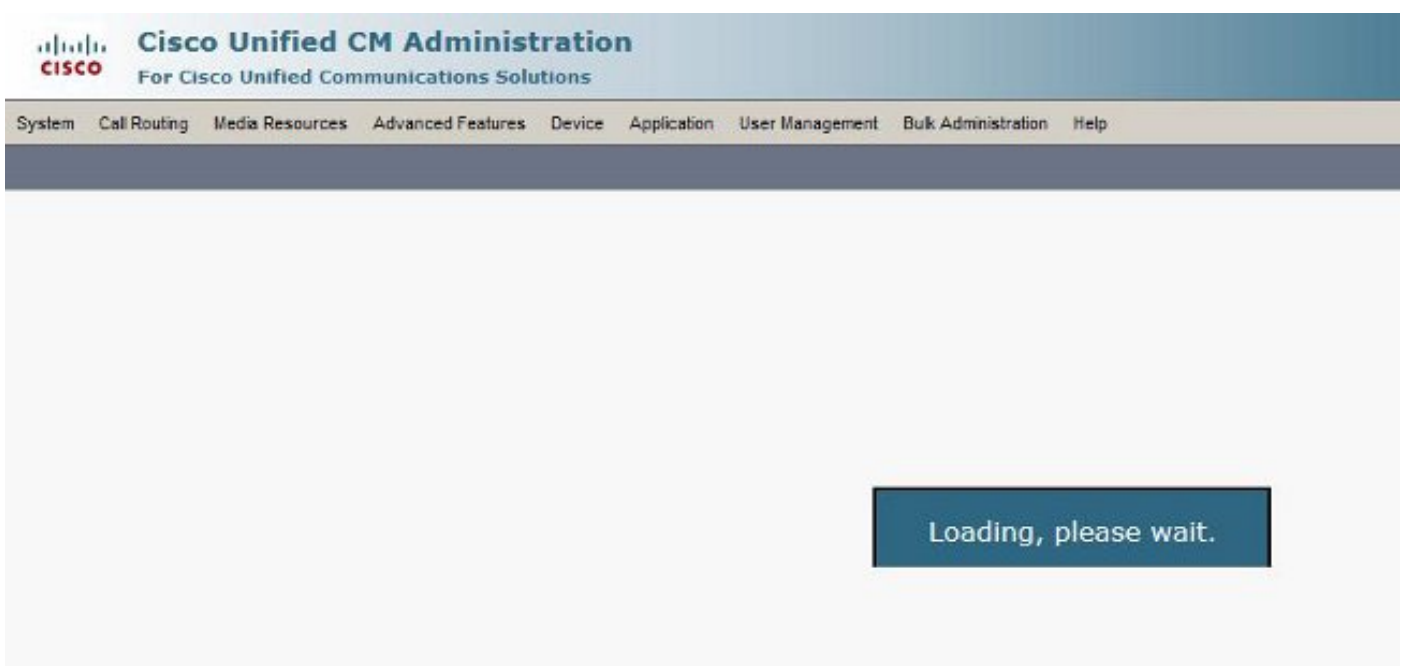 Cisco Unified CM Administration
CISCO
For Cisco Unified Communications Solutions
System Call Routing Media Resources Advanced Features Device Application User Management Bulk Administration Help
Loading, please wait.